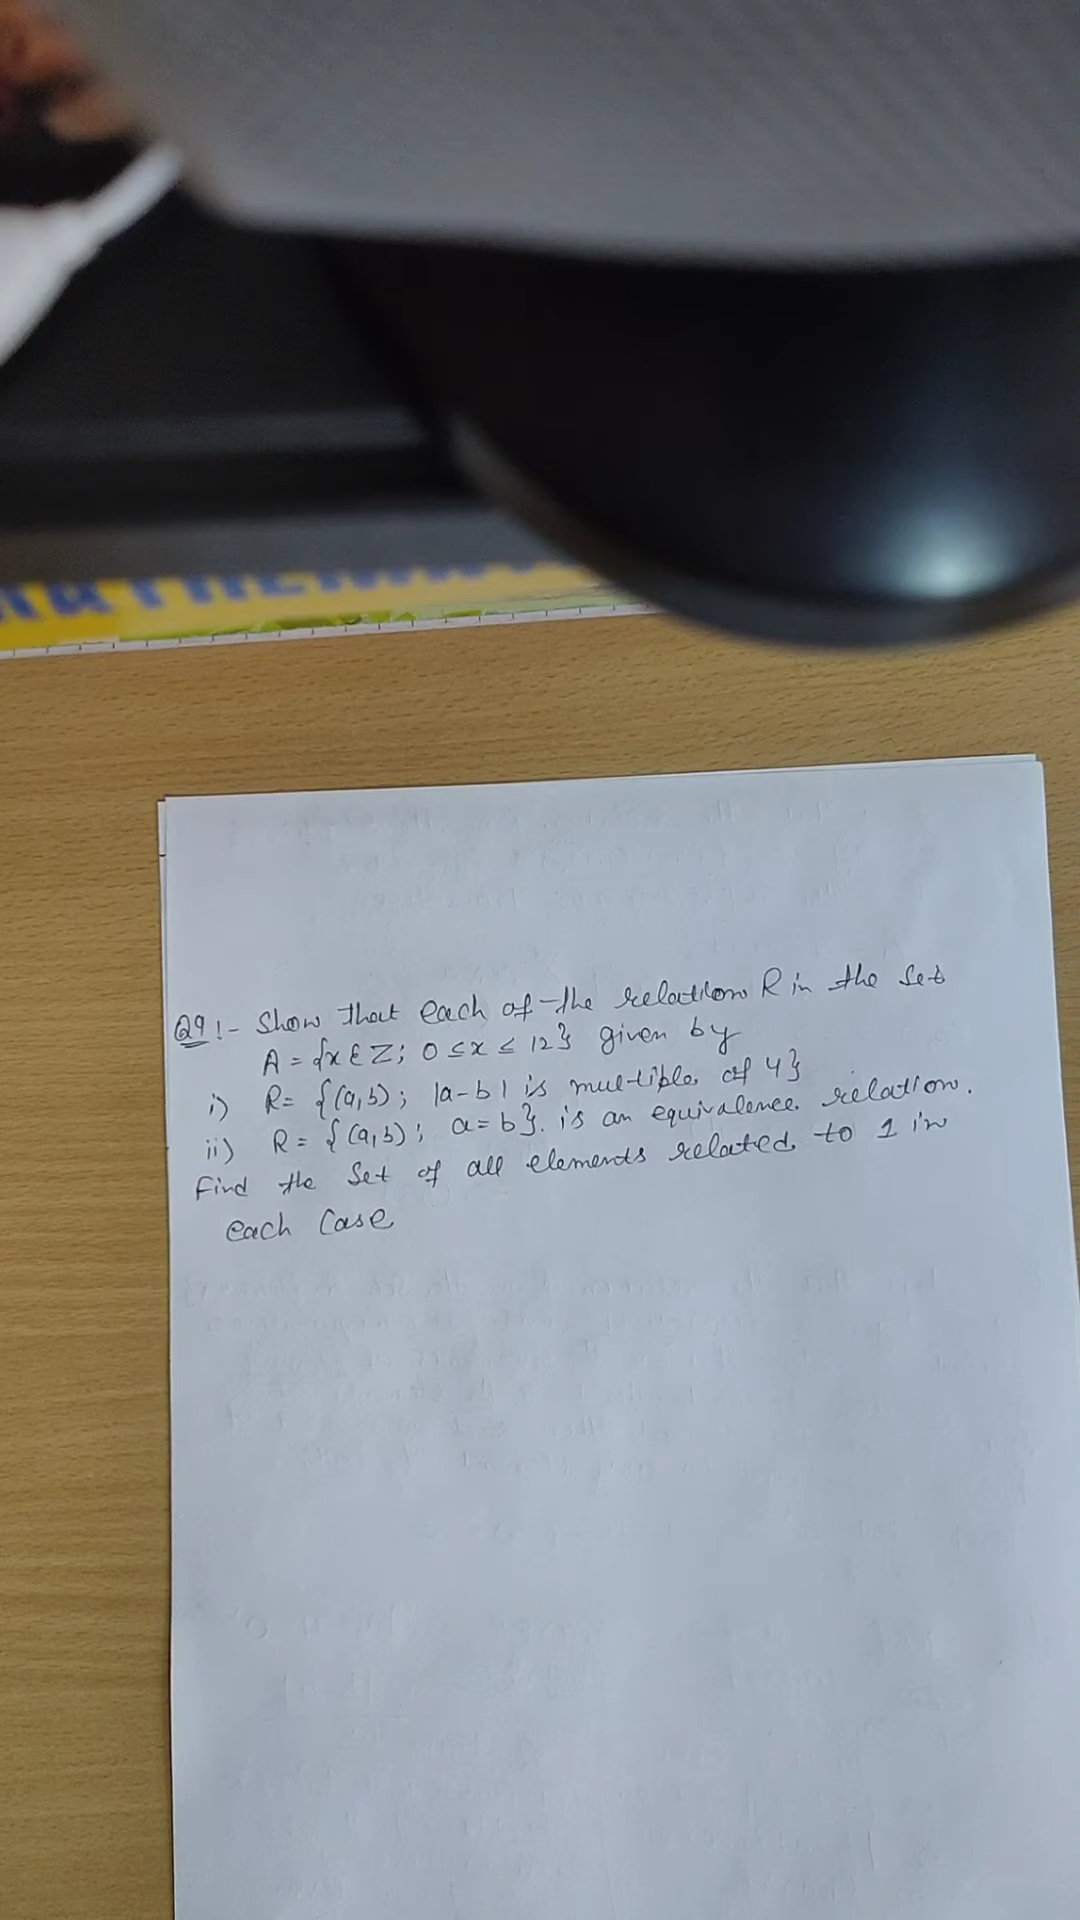 MATHEMA
Q9!- Show that each of the relation R in the set
A = {x ∈ Z; 0 ≤ x ≤ 12} given by
i) R = {(a,b); |a-b| is multiple of 4}
ii) R = {(a,b); a = b}. is an equivalence relation.
Find the Set of all elements related to 1 in
each Case